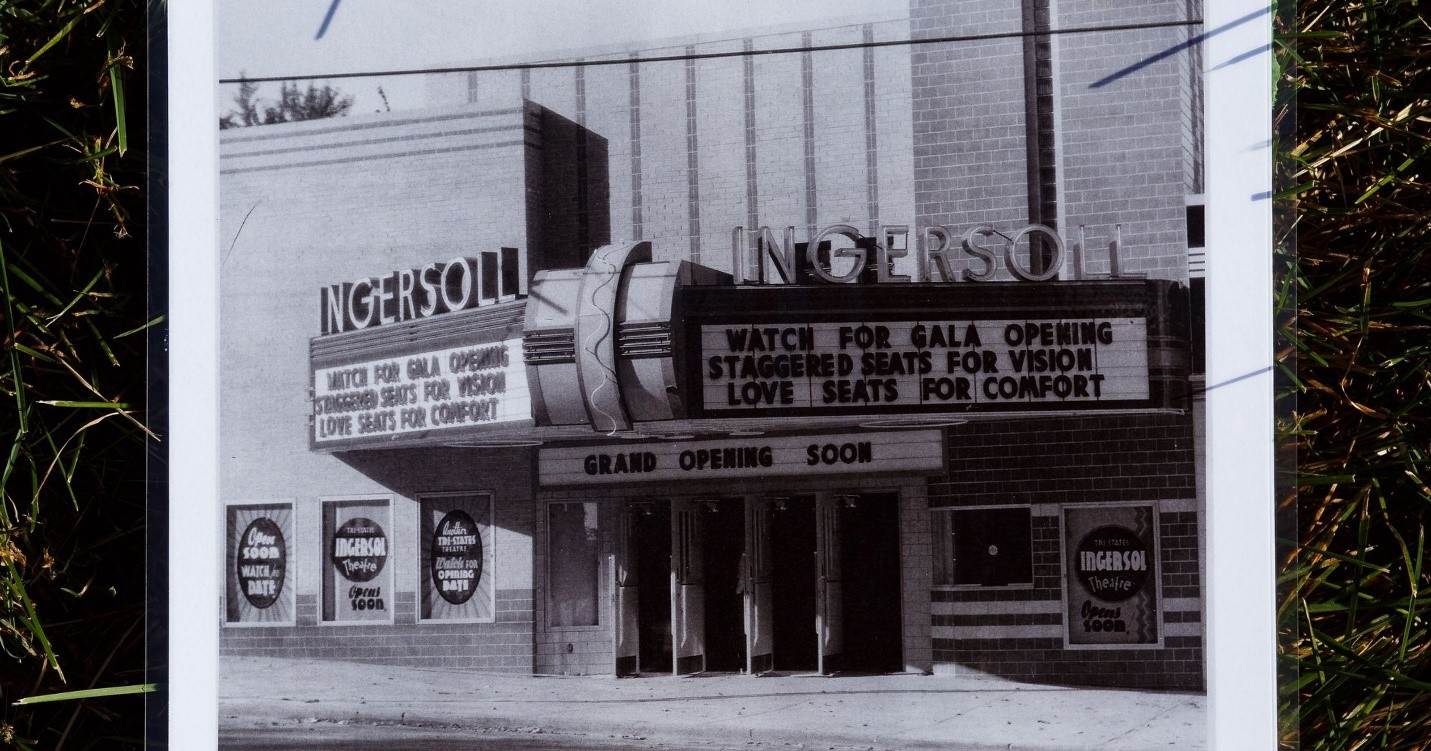 INGERSOLL
WATCH FOR GALA OPENING
STAGGERED SEATS FOR VISION
LOVE SEATS FOR COMFORT
INGERSOLL
WATCH FOR GALA OPENING
STAGGERED SEATS FOR VISION
LOVE SEATS FOR COMFORT
GRAND OPENING SOON
Open
SOON
WATCH for
DATE
TRI-STATES
INGERSOL
Theatre
Opens
SOON
Another
TRI-STATES
THEATRE
Watch FOR
OPENING
DATE
TRI-STATES
INGERSOL
Theatre
Opens
SOON